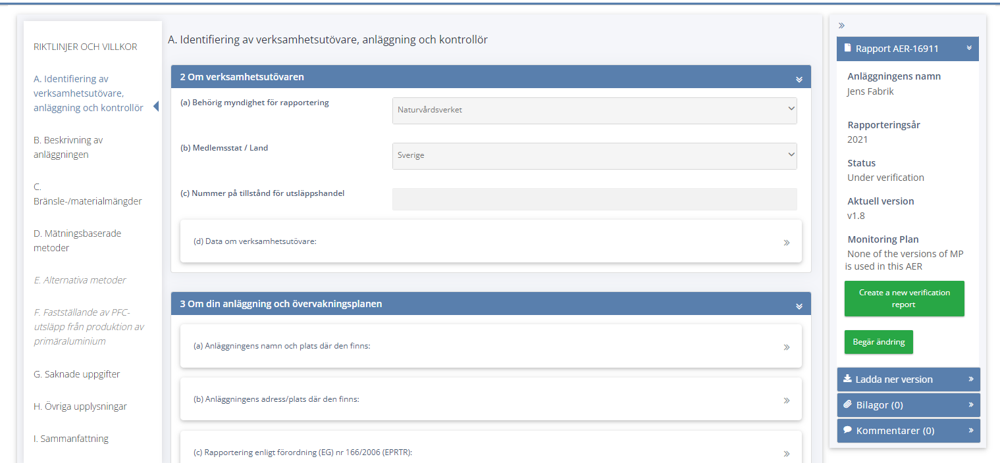 RIKTLINJER OCH VILLKOR
A. Identifiering av
verksamhetsutövare,
anläggning och kontrollör
B. Beskrivning av
anläggningen
C.
Bränsle-/materialmängder
D. Mätningsbaserade
metoder
E. Alternativa metoder
F. Fastställande av PFC-
utsläpp från produktion av
primäraluminium
G. Saknade uppgifter
H. Övriga upplysningar
I. Sammanfattning
A. Identifiering av verksamhetsutövare, anläggning och kontrollör
2 Om verksamhetsutövaren
(a) Behörig myndighet för rapportering
Naturvårdsverket
(b) Medlemsstat / Land
Sverige
(c) Nummer på tillstånd för utsläppshandel
(d) Data om verksamhetsutövare:
3 Om din anläggning och övervakningsplanen
(a) Anläggningens namn och plats där den finns:
(b) Anläggningens adress/plats där den finns:
(c) Rapportering enligt förordning (EG) nr 166/2006 (EPRTR):
Rapport AER-16911
Anläggningens namn
Jens Fabrik
Rapporteringsår
2021
Status
Under verification
Aktuell version
v1.8
Monitoring Plan
None of the versions of MP
is used in this AER
Create a new verification
report
Begär ändring
Ladda ner version
Bilagor (0)
Kommentarer (0)